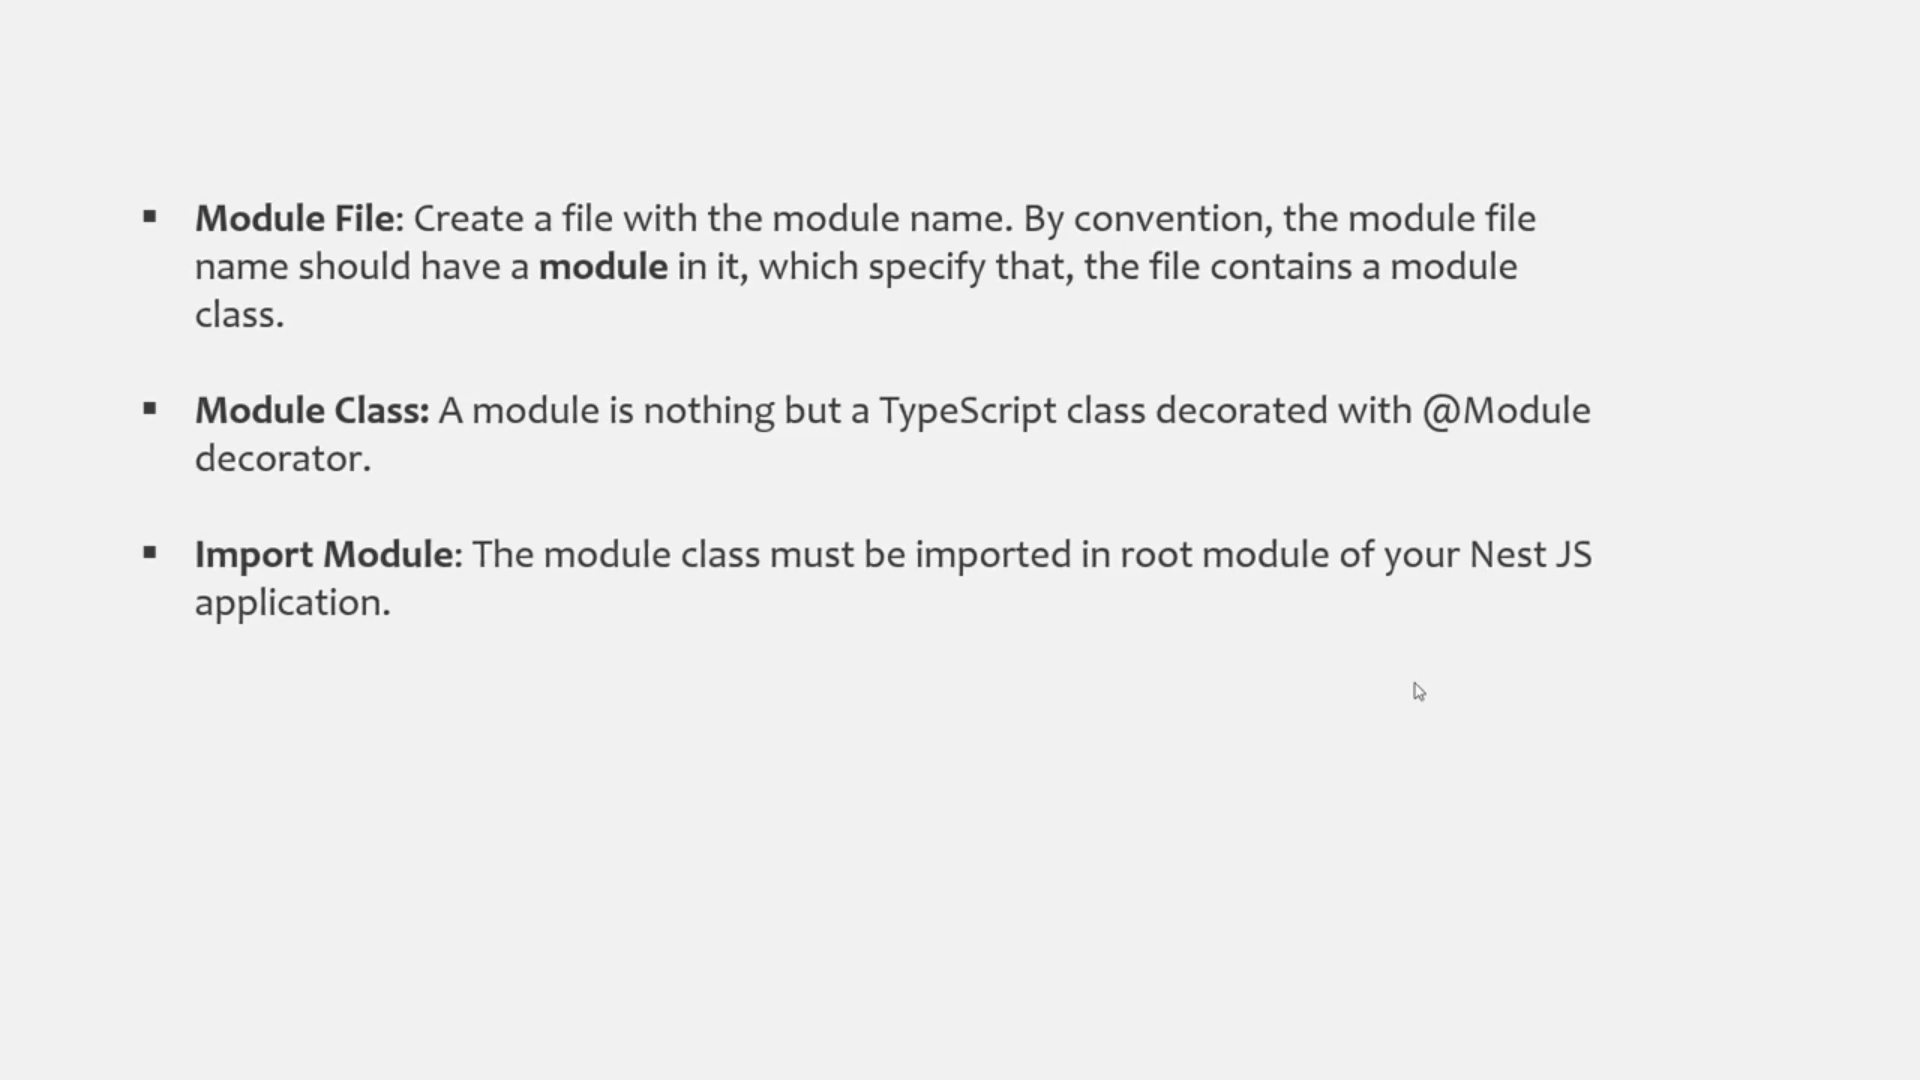 ▪ Module File: Create a file with the module name. By convention, the module file
name should have a module in it, which specify that, the file contains a module
class.
▪ Module Class: A module is nothing but a TypeScript class decorated with @Module
decorator.
▪ Import Module: The module class must be imported in root module of your Nest JS
application.